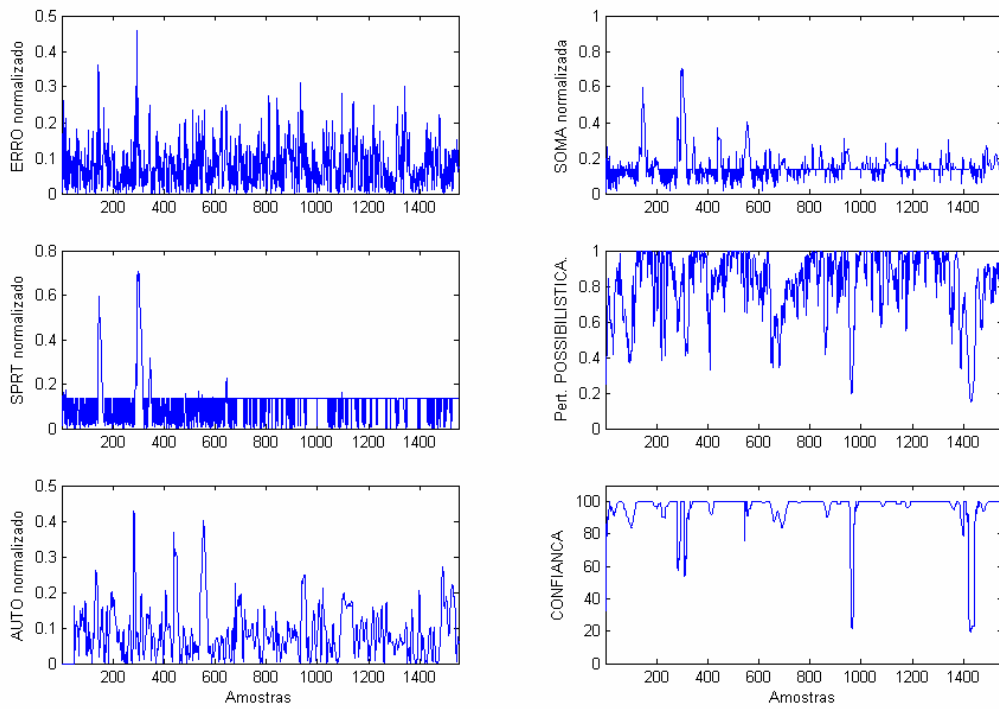 ERRO normalizado
0.5
0.4
0.3
0.2
0.1
0
200 400 600 800 1000 1200 1400
SOMA normalizada
1
0.8
0.6
0.4
0.2
0
200 400 600 800 1000 1200 1400
SPRT normalizado
0.8
0.6
0.4
0.2
0
200 400 600 800 1000 1200 1400
Pert. POSSIBILISTICA.
1
0.8
0.6
0.4
0.2
0
200 400 600 800 1000 1200 1400
AUTO normalizado
0.5
0.4
0.3
0.2
0.1
0
200 400 600 800 1000 1200 1400
Amostras
CONFIANCA
100
80
60
40
20
0
200 400 600 800 1000 1200 1400
Amostras